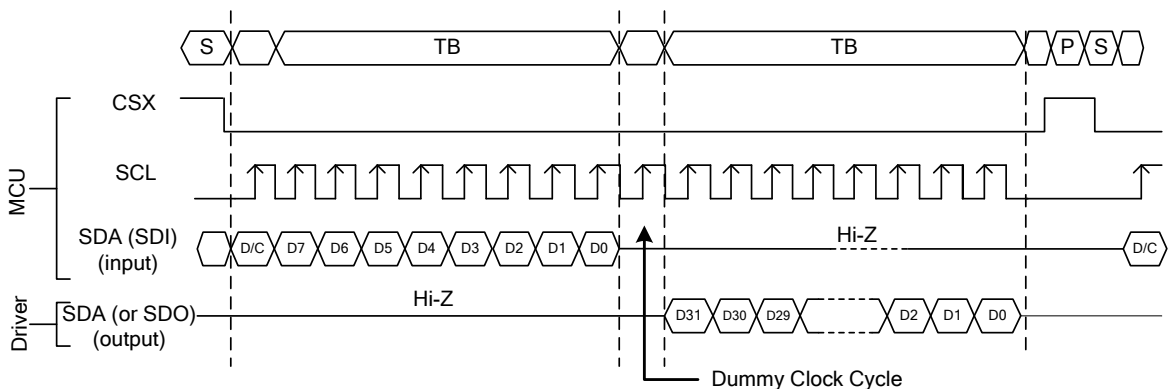 S TB TB P S
CSX
SCL
MCU
SDA (SDI)
(input)
D/C D7 D6 D5 D4 D3 D2 D1 D0 Hi-Z D/C
Hi-Z
Driver
SDA (or SDO)
(output)
D31 D30 D29 D2 D1 D0
Dummy Clock Cycle